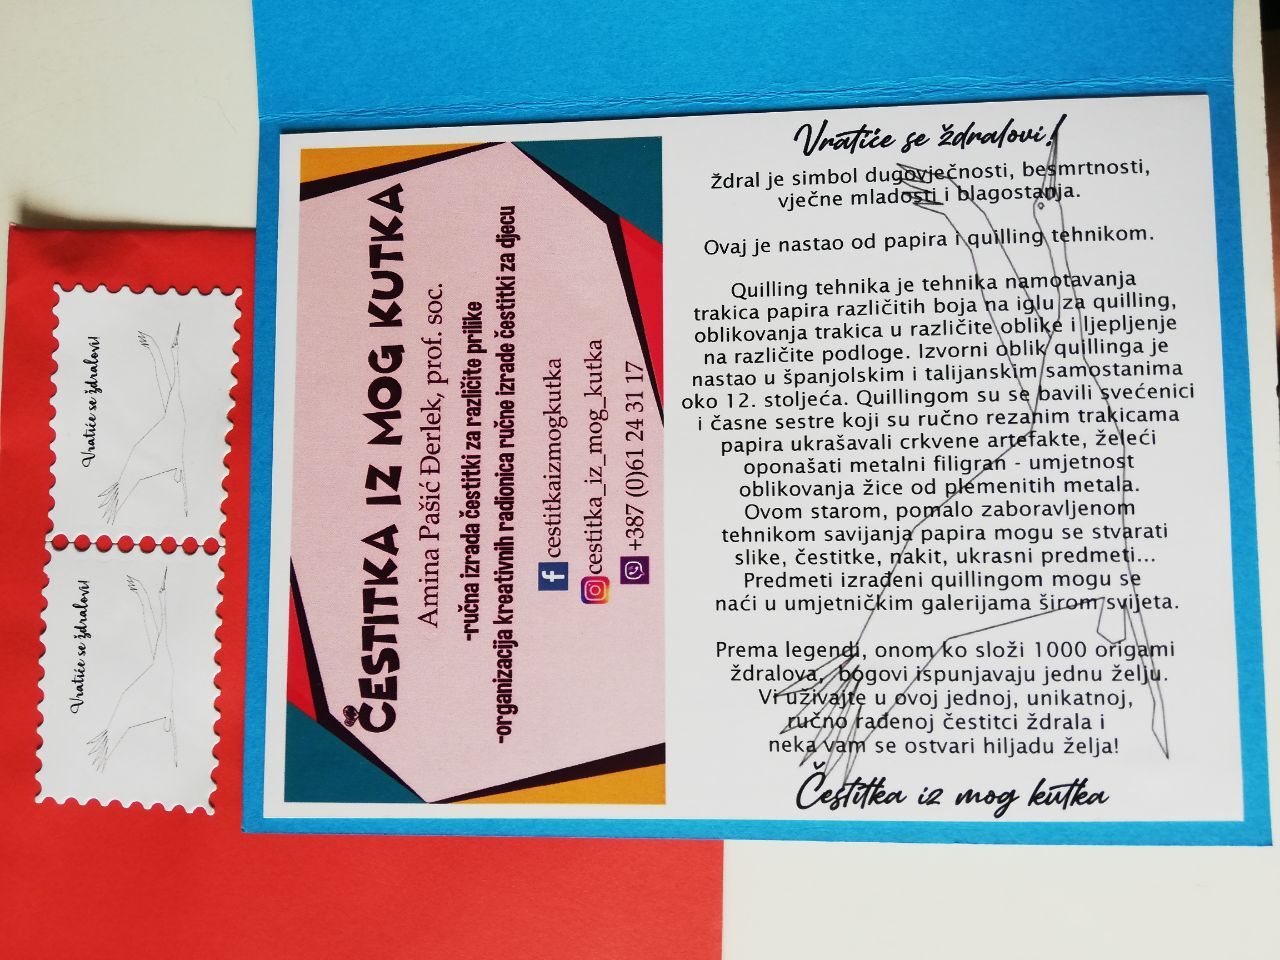 Vratiće se ždralovi!
Vratiće se ždralovi!
ČESTITKA IZ MOG KUTKA
Amina Pašić Đerlek, prof. soc.
-ručna izrada čestitki za različite prilike
-organizacija kreativnih radionica ručne izrade čestitki za djecu
f cestitkaizmogkutka
cestitka_iz_mog_kutka
+387 (0)61 24 31 17
Vratiće se ždralovi!
Ždral je simbol dugovječnosti, besmrtnosti,
vječne mladosti i blagostanja.
Ovaj je nastao od papira i quilling tehnikom.
Quilling tehnika je tehnika namotavanja
trakica papira različitih boja na iglu za quilling,
oblikovanja trakica u različite oblike i ljepljenje
na različite podloge. Izvorni oblik quillinga je
nastao u španjolskim i talijanskim samostanima
oko 12. stoljeća. Quillingom su se bavili svećenici
i časne sestre koji su ručno rezanim trakicama
papira ukrašavali crkvene artefakte, želeći
oponašati metalni filigran - umjetnost
oblikovanja žice od plemenitih metala.
Ovom starom, pomalo zaboravljenom
tehnikom savijanja papira mogu se stvarati
slike, čestitke, nakit, ukrasni predmeti...
Predmeti izrađeni quillingom mogu se
naći u umjetničkim galerijama širom svijeta.
Prema legendi, onom ko složi 1000 origami
ždralova, bogovi ispunjavaju jednu želju.
Vi uživajte u ovoj jednoj, unikatnoj,
ručno rađenoj čestitci ždrala i
neka vam se ostvari hiljadu želja!
Čestitka iz mog kutka